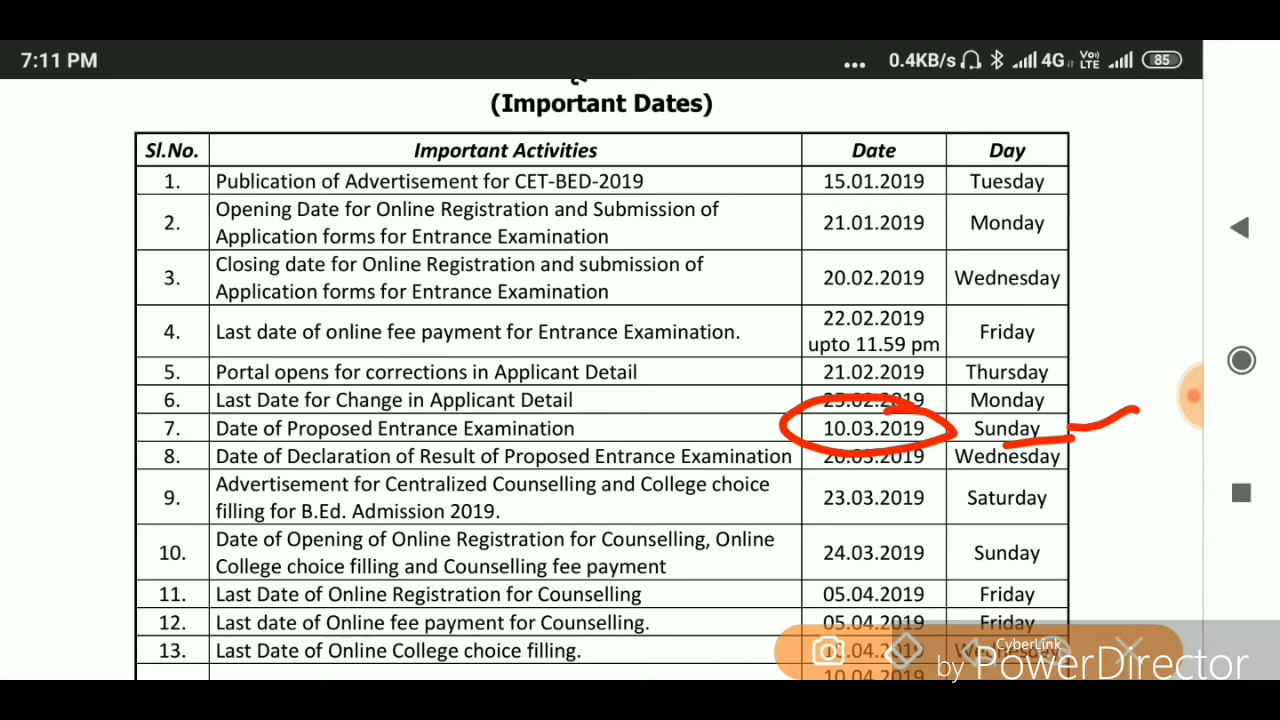 7:11 PM
... 0.4KB/s 4G Vo) LTE 85
(Important Dates)
Sl.No. Important Activities Date Day
1. Publication of Advertisement for CET-BED-2019 15.01.2019 Tuesday
2. Opening Date for Online Registration and Submission of
Application forms for Entrance Examination 21.01.2019 Monday
3. Closing date for Online Registration and submission of
Application forms for Entrance Examination 20.02.2019 Wednesday
4. Last date of online fee payment for Entrance Examination. 22.02.2019
upto 11.59 pm Friday
5. Portal opens for corrections in Applicant Detail 21.02.2019 Thursday
6. Last Date for Change in Applicant Detail 25.02.2019 Monday
7. Date of Proposed Entrance Examination 10.03.2019 Sunday
8. Date of Declaration of Result of Proposed Entrance Examination 20.03.2019 Wednesday
9. Advertisement for Centralized Counselling and College choice
filling for B.Ed. Admission 2019. 23.03.2019 Saturday
10. Date of Opening of Online Registration for Counselling, Online
College choice filling and Counselling fee payment 24.03.2019 Sunday
11. Last Date of Online Registration for Counselling 05.04.2019 Friday
12. Last date of Online fee payment for Counselling. 05.04.2019 Friday
13. Last Date of Online College choice filling.
CyberLink
by PowerDirector